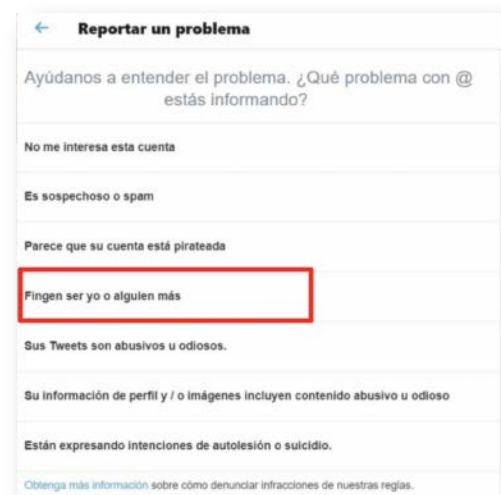 Reportar un problema
Ayúdanos a entender el problema. ¿Qué problema con @
estás informando?
No me interesa esta cuenta
Es sospechoso o spam
Parece que su cuenta está pirateada
Fingen ser yo o alguien más
Sus Tweets son abusivos u odiosos.
Su información de perfil y / o imágenes incluyen contenido abusivo u odioso
Están expresando intenciones de autolesión o suicidio.
Obtenga más información sobre cómo denunciar infracciones de nuestras reglas.